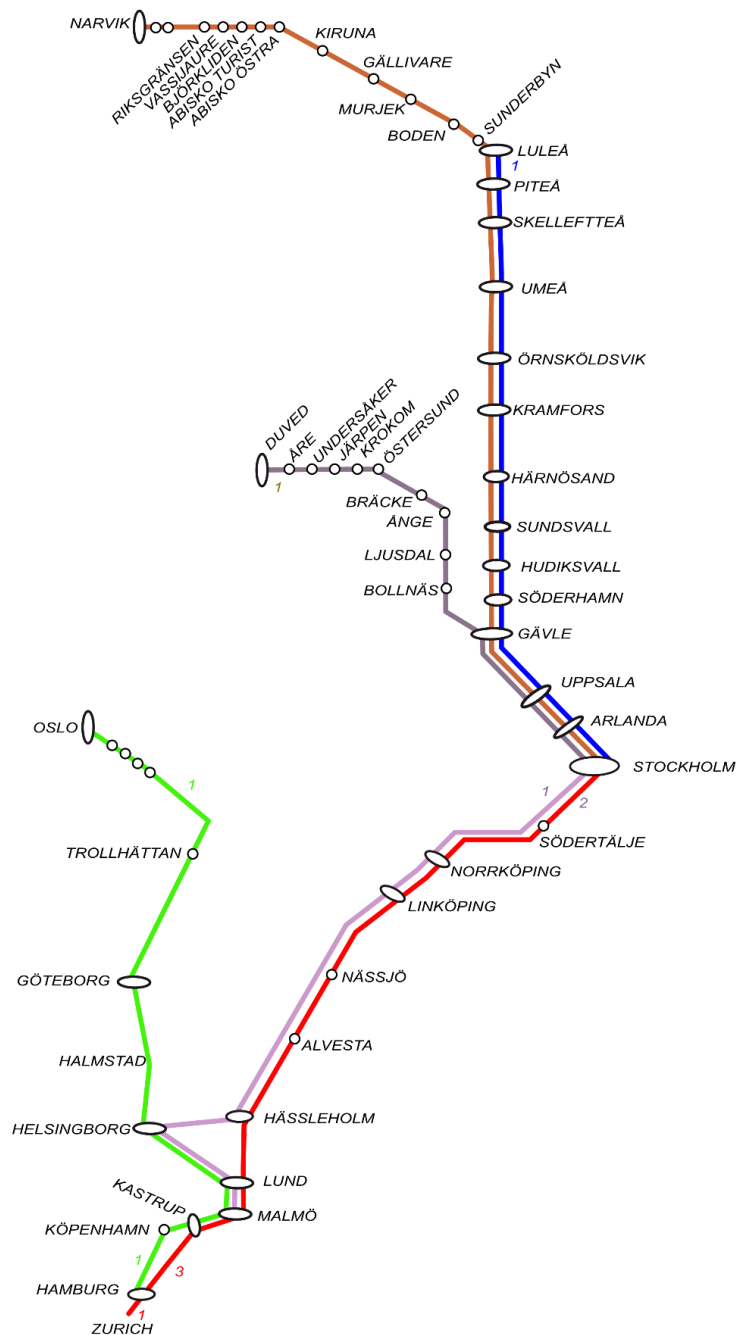 NARVIK
RIKSGRÄNSEN
VASSIJAURE
BJÖRKLIDEN
ABISKO TURIST
ABISKO ÖSTRA
KIRUNA
GÄLLIVARE
MURJEK
BODEN
SUNDERBYN
LULEÅ
1
PITEÅ
SKELLEFTTEÅ
UMEÅ
ÖRNSKÖLDSVIK
KRAMFORS
DUVED
ÅRE
UNDERSÅKER
JÄRPEN
KROKOM
ÖSTERSUND
1
HÄRNÖSAND
BRÄCKE
ÅNGE
SUNDSVALL
LJUSDAL
HUDIKSVALL
BOLLNÄS
SÖDERHAMN
GÄVLE
UPPSALA
ARLANDA
OSLO
STOCKHOLM
1
1
2
SÖDERTÄLJE
TROLLHÄTTAN
NORRKÖPING
LINKÖPING
GÖTEBORG
NÄSSJÖ
ALVESTA
HALMSTAD
HÄSSLEHOLM
HELSINGBORG
LUND
KASTRUP
MALMÖ
KÖPENHAMN
1
3
HAMBURG
1
ZURICH